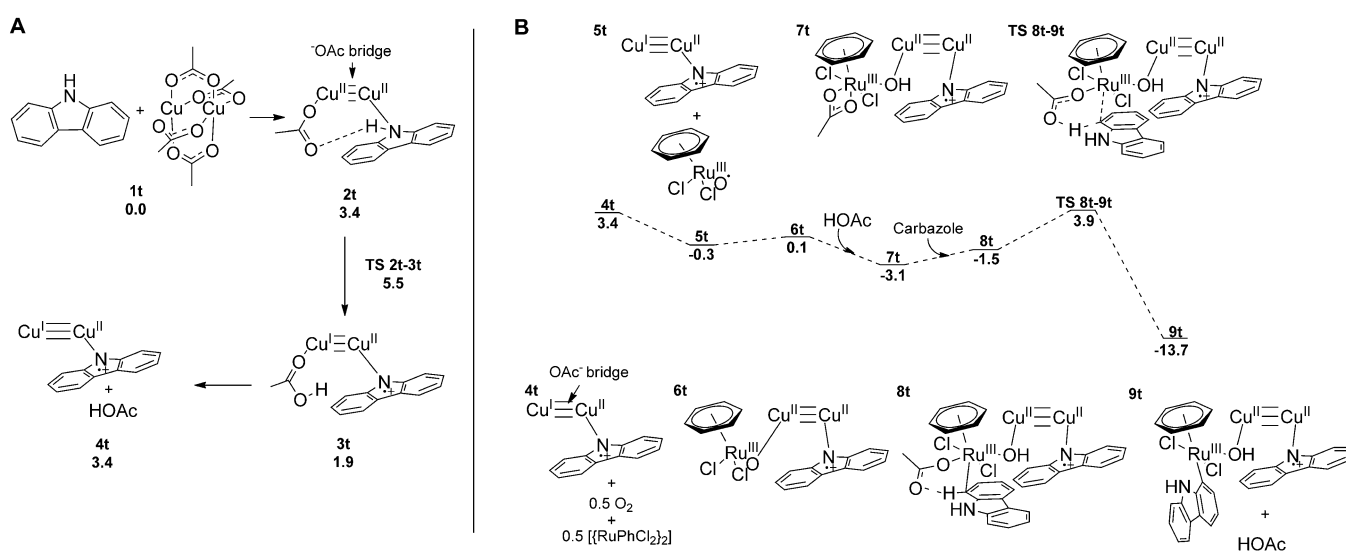 A
⁻OAc bridge
H
N
+
O O
O O
Cu Cu
O O
O O
1t
0.0
Cu^II Cu^II
O
H N
O
2t
3.4
TS 2t-3t
5.5
Cu^I Cu^II
O
N
•+
O H
3t
1.9
Cu^I Cu^II
N
•+
+
HOAc
4t
3.4
B
5t
Cu^I Cu^II
N
•+
+
Ru^III
Cl
Cl O•
7t
Cu^II Cu^II
Cl
Ru^III OH
O Cl
O
N
•+
TS 8t-9t
Cu^II Cu^II
Cl
Ru^III OH
O Cl
O H
HN
N
•+
4t
3.4
5t
-0.3
6t
0.1
HOAc
7t
-3.1
Carbazole
8t
-1.5
TS 8t-9t
3.9
9t
-13.7
OAc⁻ bridge
4t
Cu^I Cu^II
N
•+
+
0.5 O₂
+
0.5 [{RuPhCl₂}₂]
6t
Cu^II Cu^II
Ru^III
Cl
Cl O
N
•+
8t
Cu^II Cu^II
Cl
Ru^III OH
O Cl
O H
HN
N
•+
9t
Cu^II Cu^II
Cl
Ru^III OH
Cl
HN
N
•+
+
HOAc